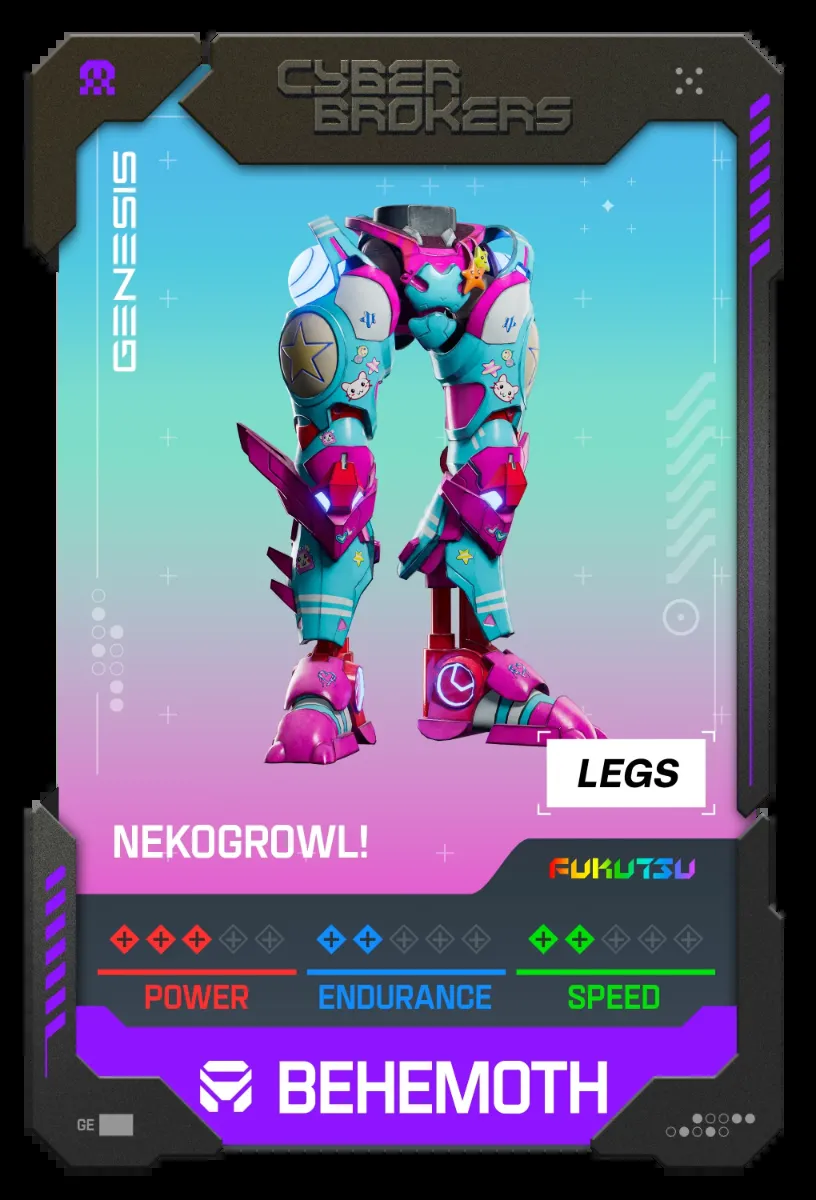 CYBER
BROKERS
GENESIS
LEGS
NEKOGROWL!
FUKUTSU
POWER
ENDURANCE
SPEED
BEHEMOTH
GE